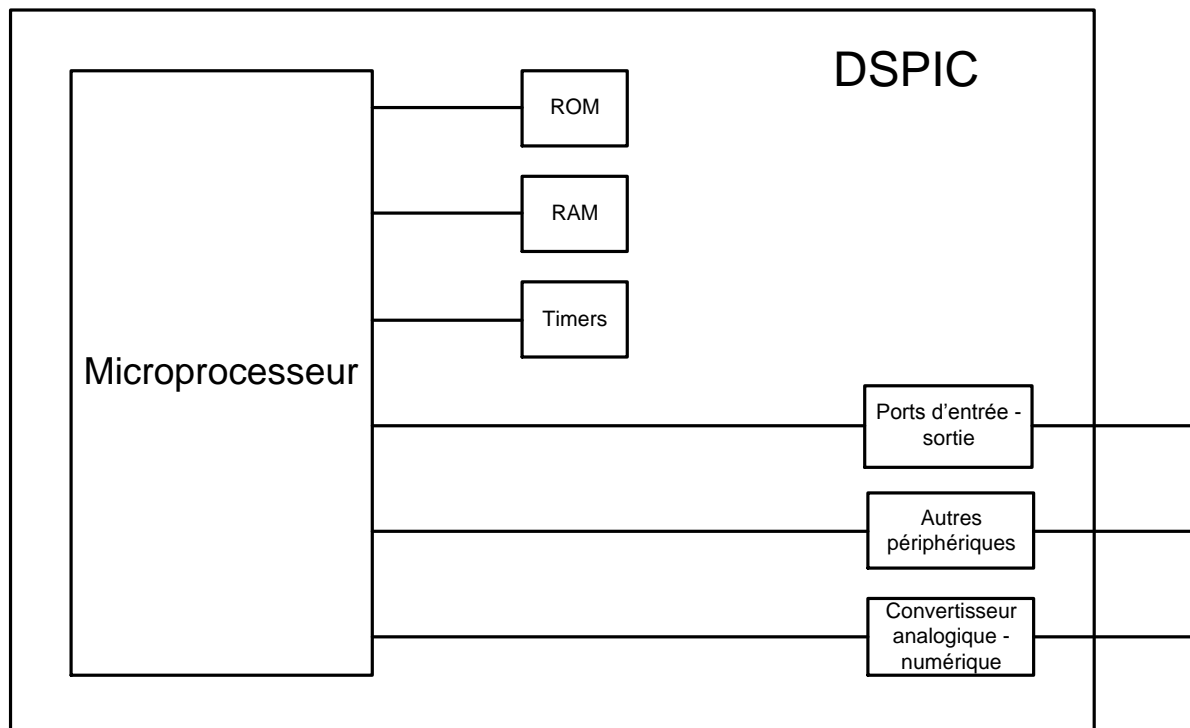 DSPIC
ROM
RAM
Timers
Microprocesseur
Ports d’entrée -
sortie
Autres
périphériques
Convertisseur
analogique -
numérique